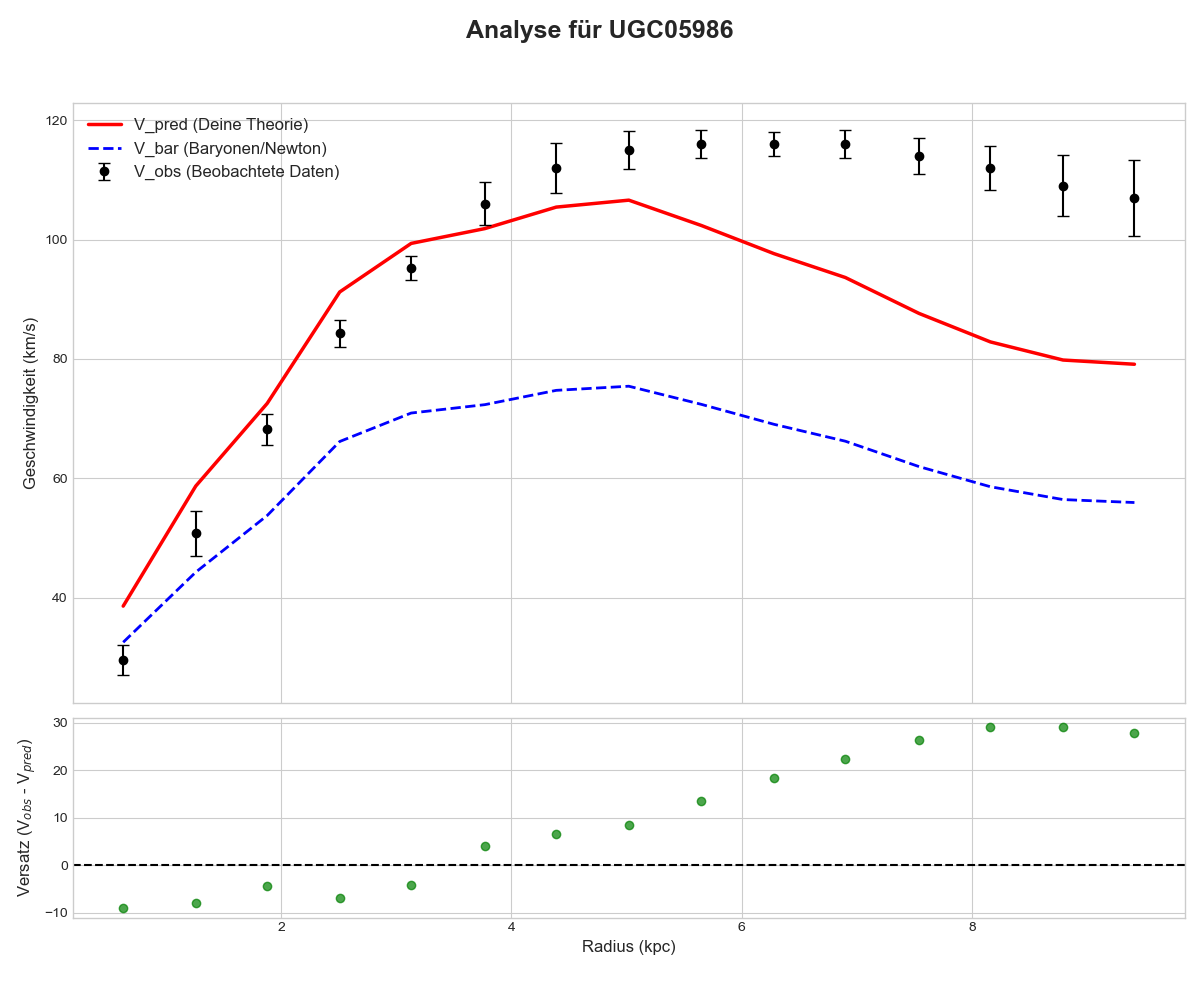 Analyse für UGC05986
V_pred (Deine Theorie)
V_bar (Baryonen/Newton)
V_obs (Beobachtete Daten)
Geschwindigkeit (km/s)
120
100
80
60
40
Versatz (V_obs - V_pred)
30
20
10
0
−10
2 4 6 8
Radius (kpc)